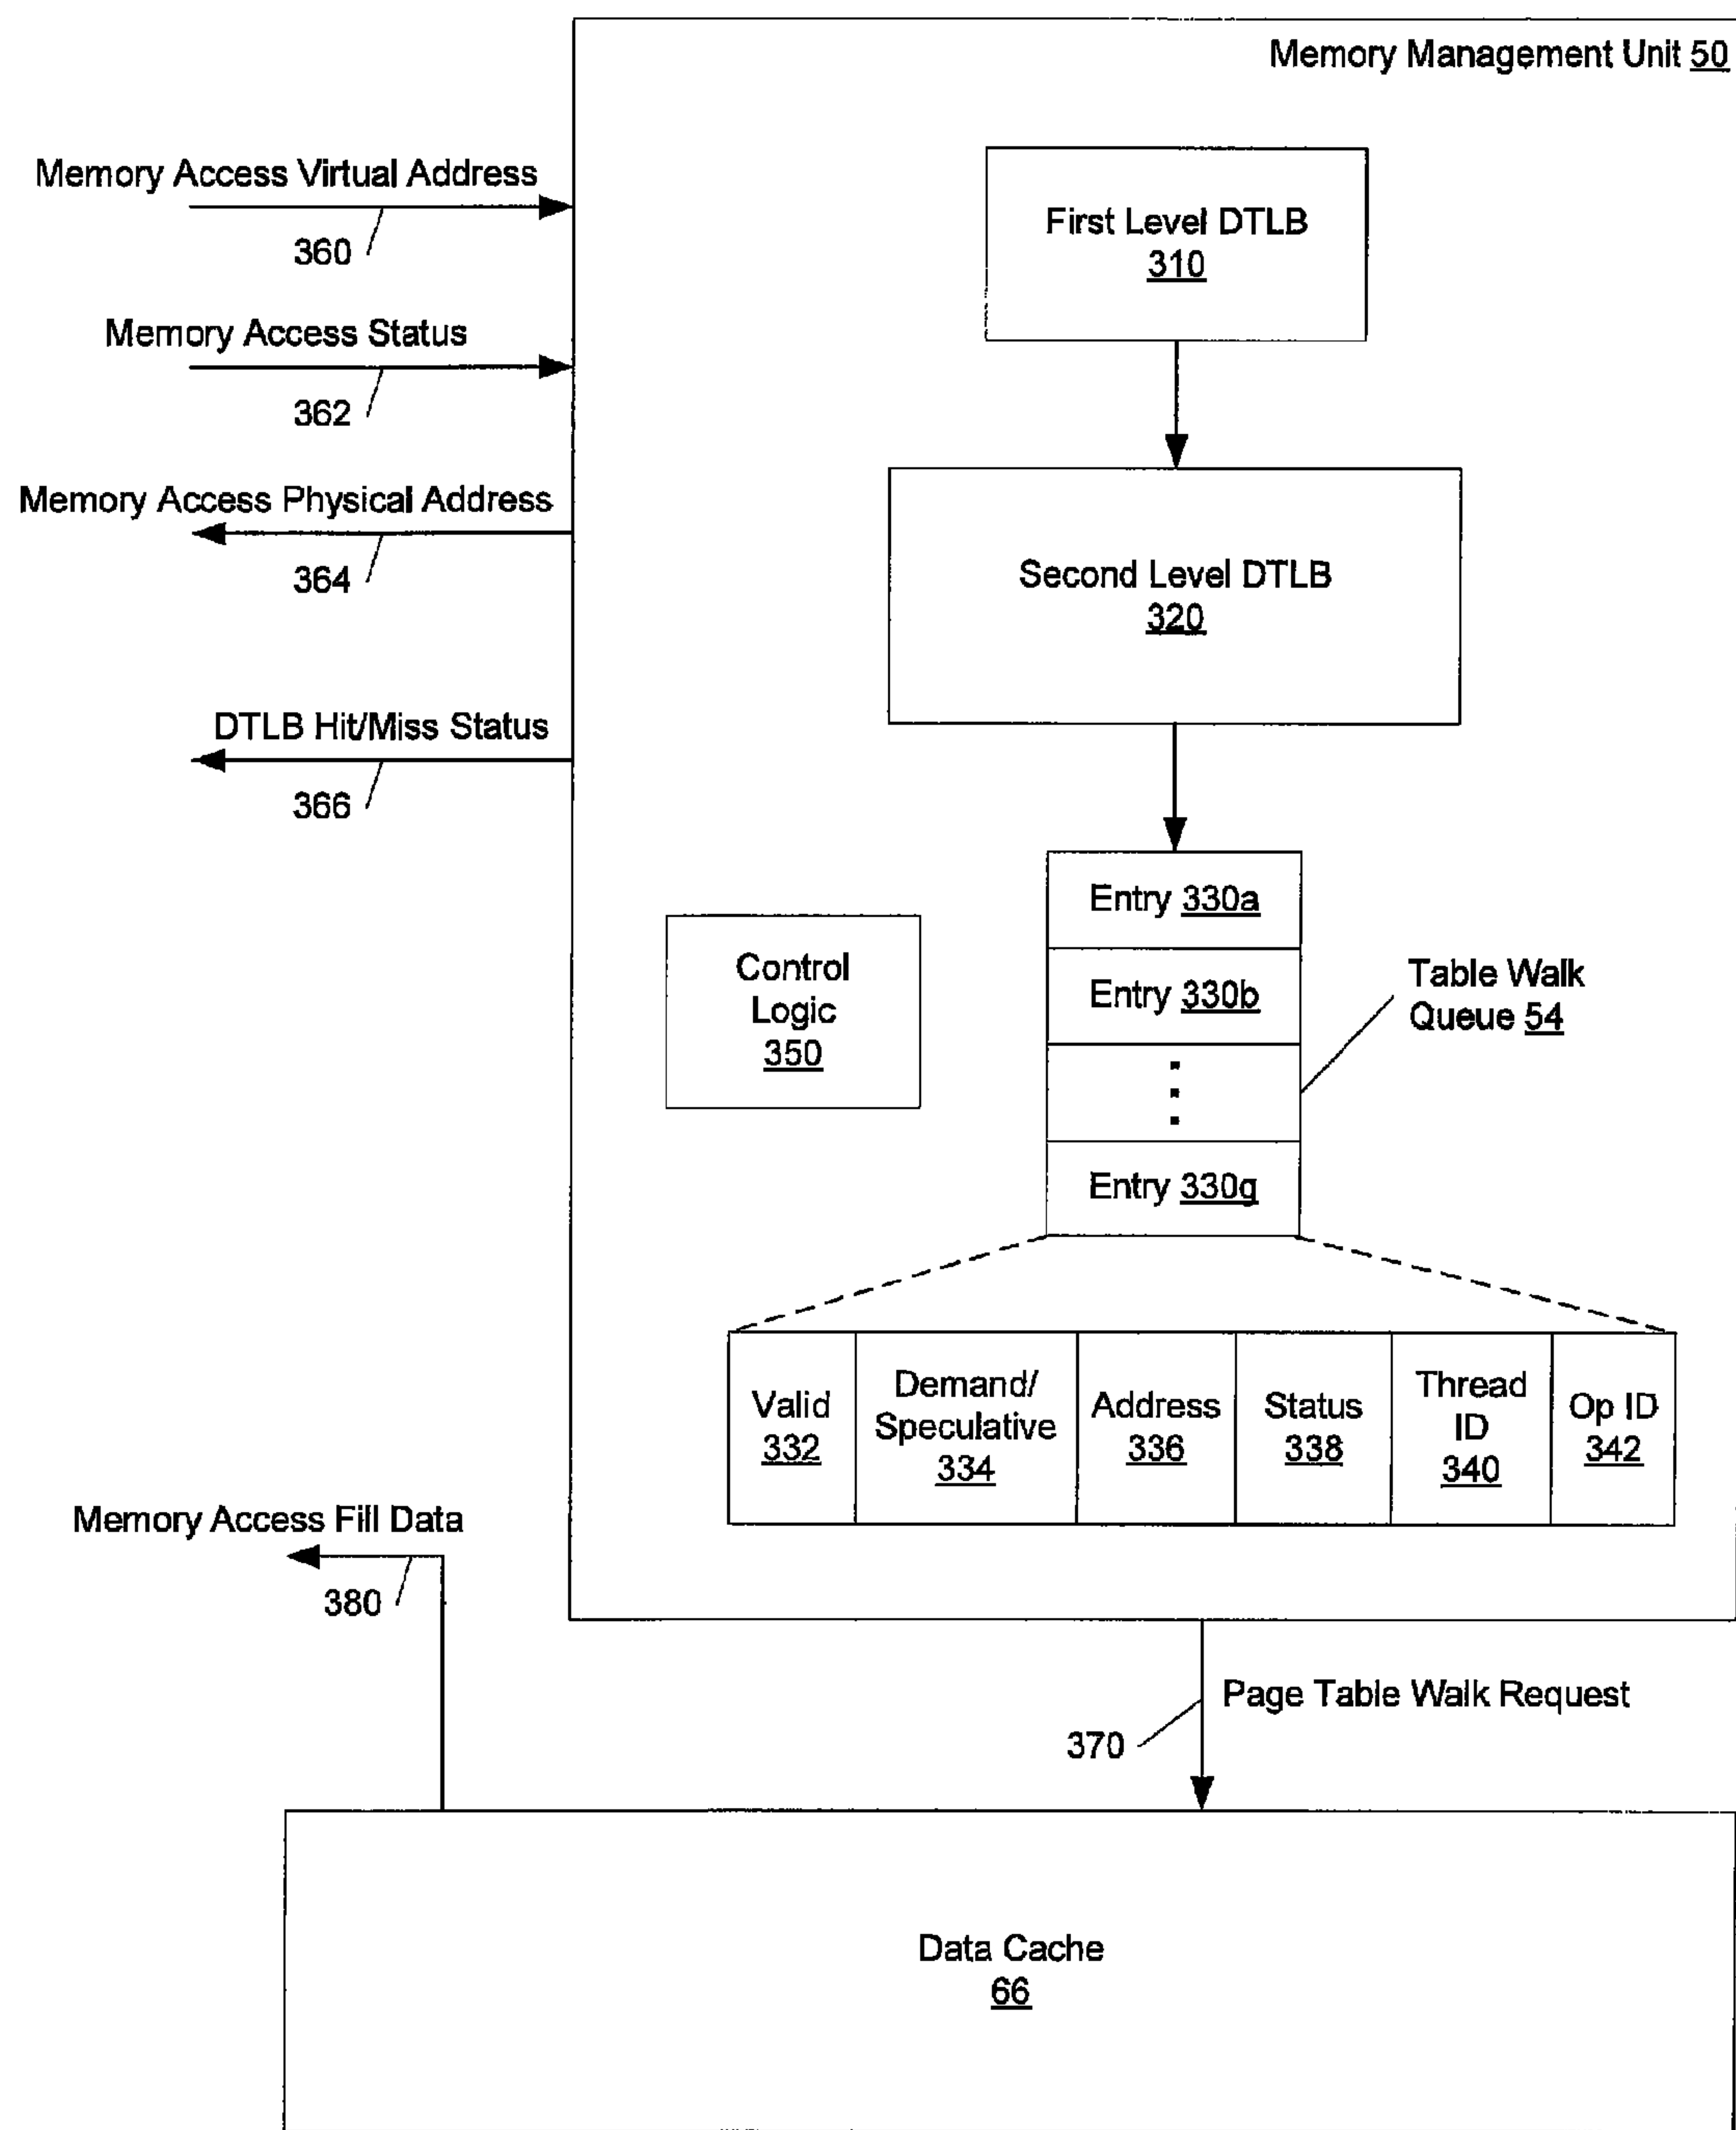 Memory Management Unit 50
Memory Access Virtual Address
360
First Level DTLB
310
Memory Access Status
362
Memory Access Physical Address
364
Second Level DTLB
320
DTLB Hit/Miss Status
366
Entry 330a
Control
Logic
350
Entry 330b
Table Walk
Queue 54
Entry 330g
Valid
332
Demand/
Speculative
334
Address
336
Status
338
Thread
ID
340
Op ID
342
Memory Access Fill Data
380
Page Table Walk Request
370
Data Cache
66